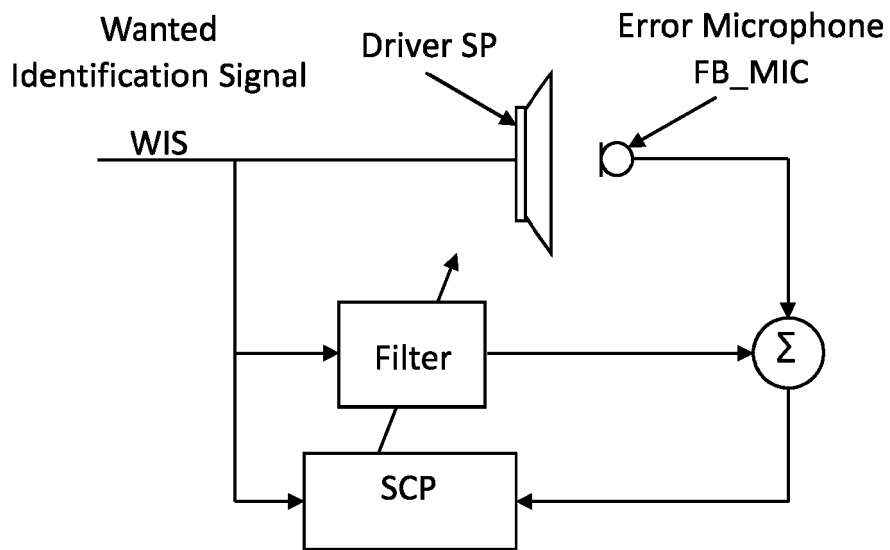 Wanted
Identification Signal
Driver SP
Error Microphone
FB_MIC
WIS
Filter
Σ
SCP